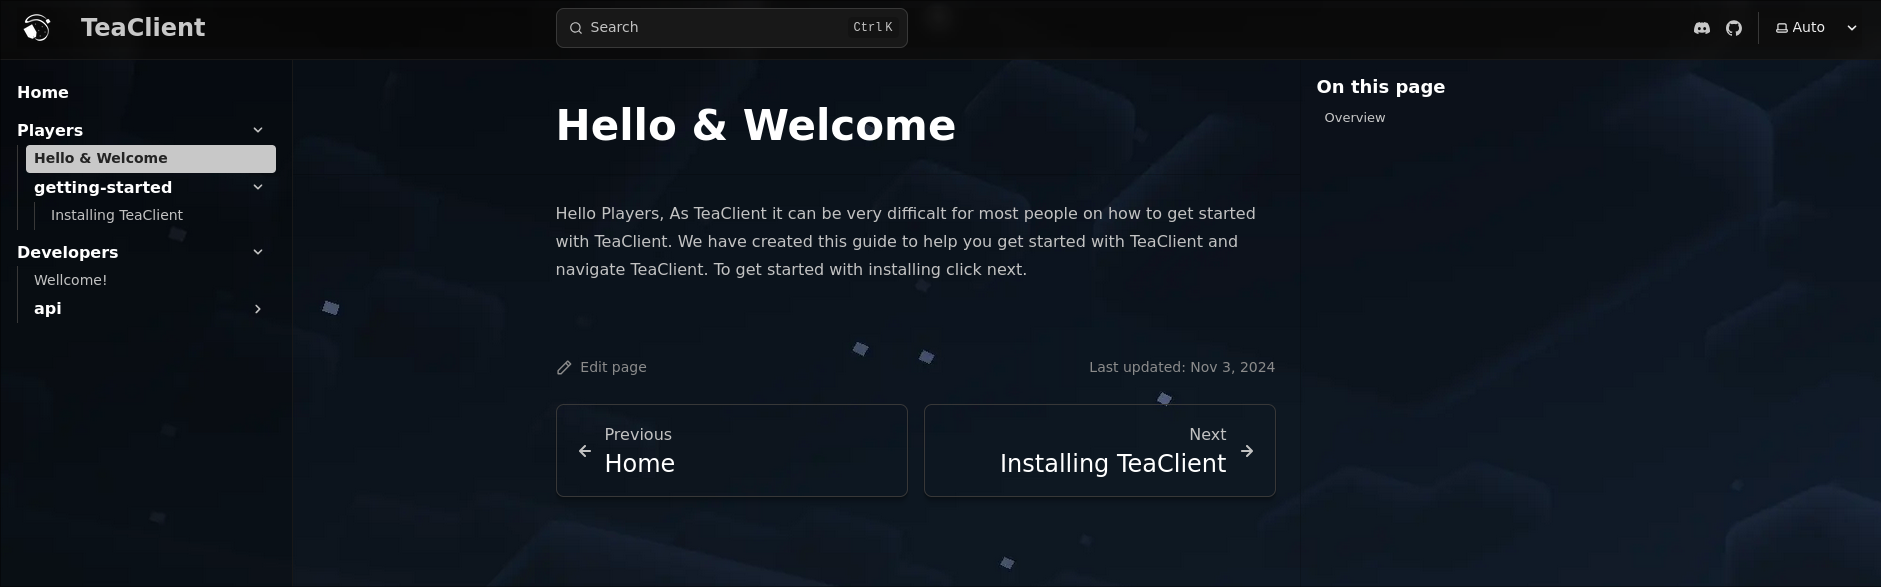 TeaClient
Search
Ctrl K
Auto
Home
Players
Hello & Welcome
getting-started
Installing TeaClient
Developers
Wellcome!
api
Hello & Welcome
Hello Players, As TeaClient it can be very difficalt for most people on how to get started
with TeaClient. We have created this guide to help you get started with TeaClient and
navigate TeaClient. To get started with installing click next.
Edit page
Last updated: Nov 3, 2024
Previous
Home
Next
Installing TeaClient
On this page
Overview